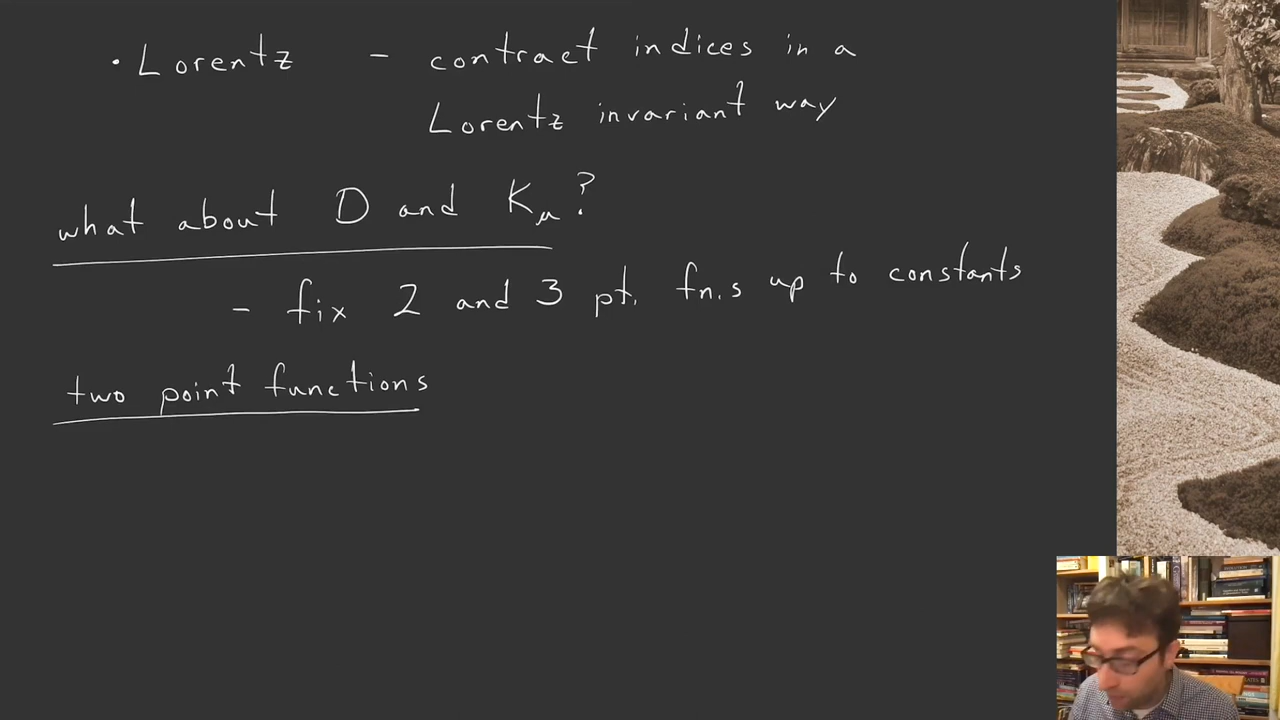 · Lorentz - contract indices in a
Lorentz invariant way
what about D and Kμ?
- fix 2 and 3 pt. fn.s up to constants
two point functions